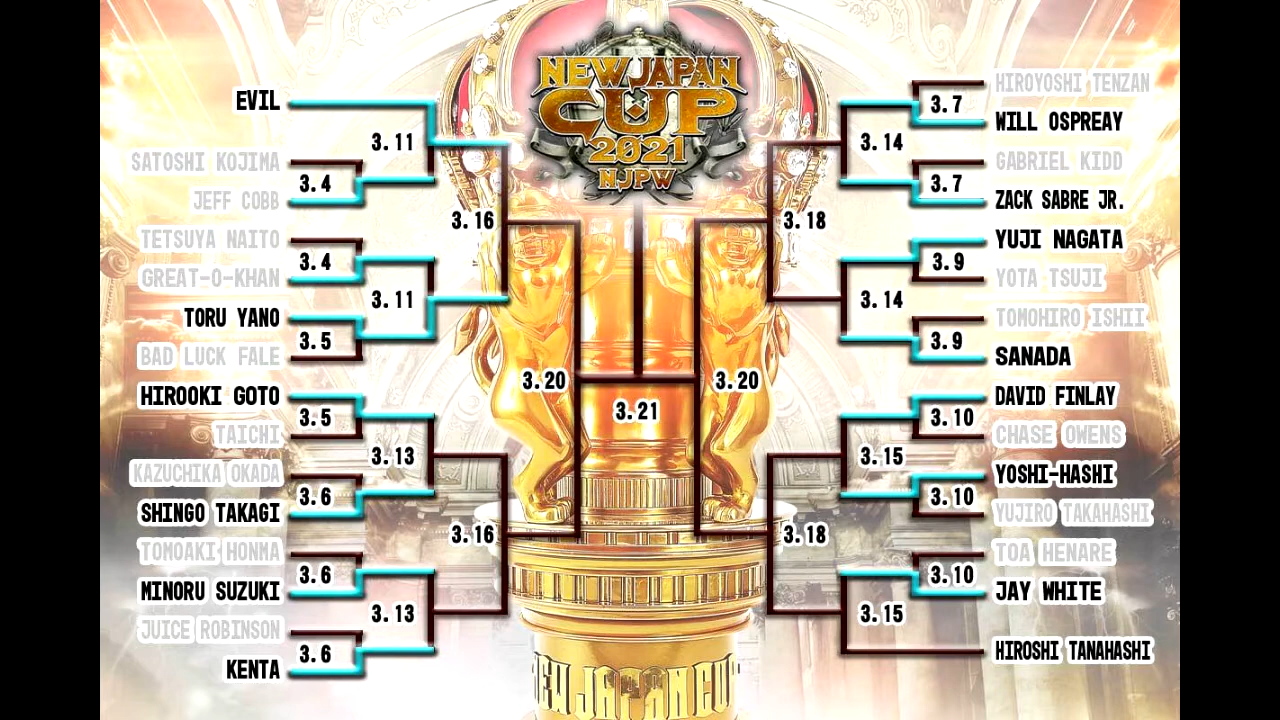 NEW JAPAN
CUP
2021
NJPW
EVIL
SATOSHI KOJIMA
JEFF COBB
TETSUYA NAITO
GREAT-O-KHAN
TORU YANO
BAD LUCK FALE
HIROOKI GOTO
TAICHI
KAZUCHIKA OKADA
SHINGO TAKAGI
TOMOAKI HONMA
MINORU SUZUKI
JUICE ROBINSON
KENTA
3.4
3.4
3.5
3.5
3.6
3.6
3.6
3.11
3.11
3.13
3.13
3.16
3.16
3.20
3.21
3.20
3.18
3.18
3.14
3.14
3.15
3.15
3.7
3.7
3.9
3.9
3.10
3.10
3.10
HIROYOSHI TENZAN
WILL OSPREAY
GABRIEL KIDD
ZACK SABRE JR.
YUJI NAGATA
YOTA TSUJI
TOMOHIRO ISHII
SANADA
DAVID FINLAY
CHASE OWENS
YOSHI-HASHI
YUJIRO TAKAHASHI
TOA HENARE
JAY WHITE
HIROSHI TANAHASHI
NEW JAPAN CUP